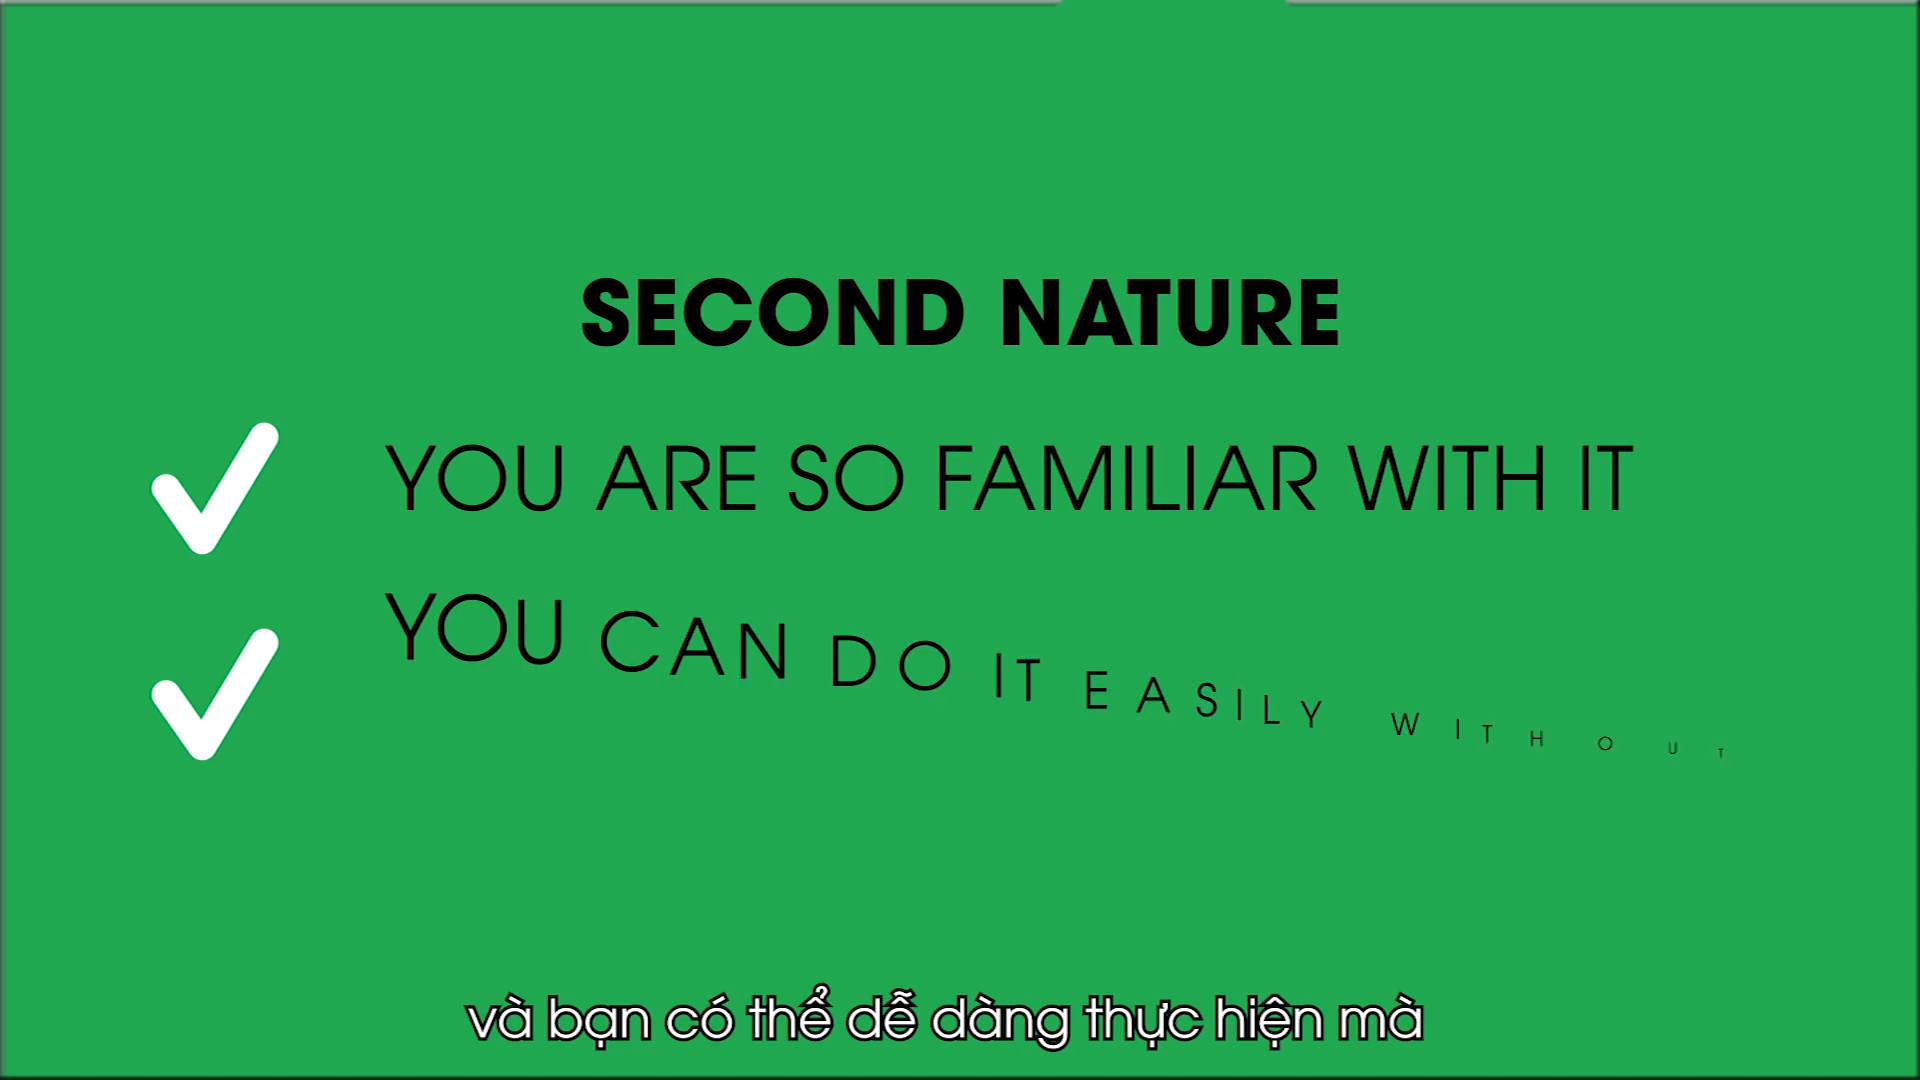 SECOND NATURE
YOU ARE SO FAMILIAR WITH IT
YOU CAN DO IT EASILY WITHOUT
và bạn có thể dễ dàng thực hiện mà